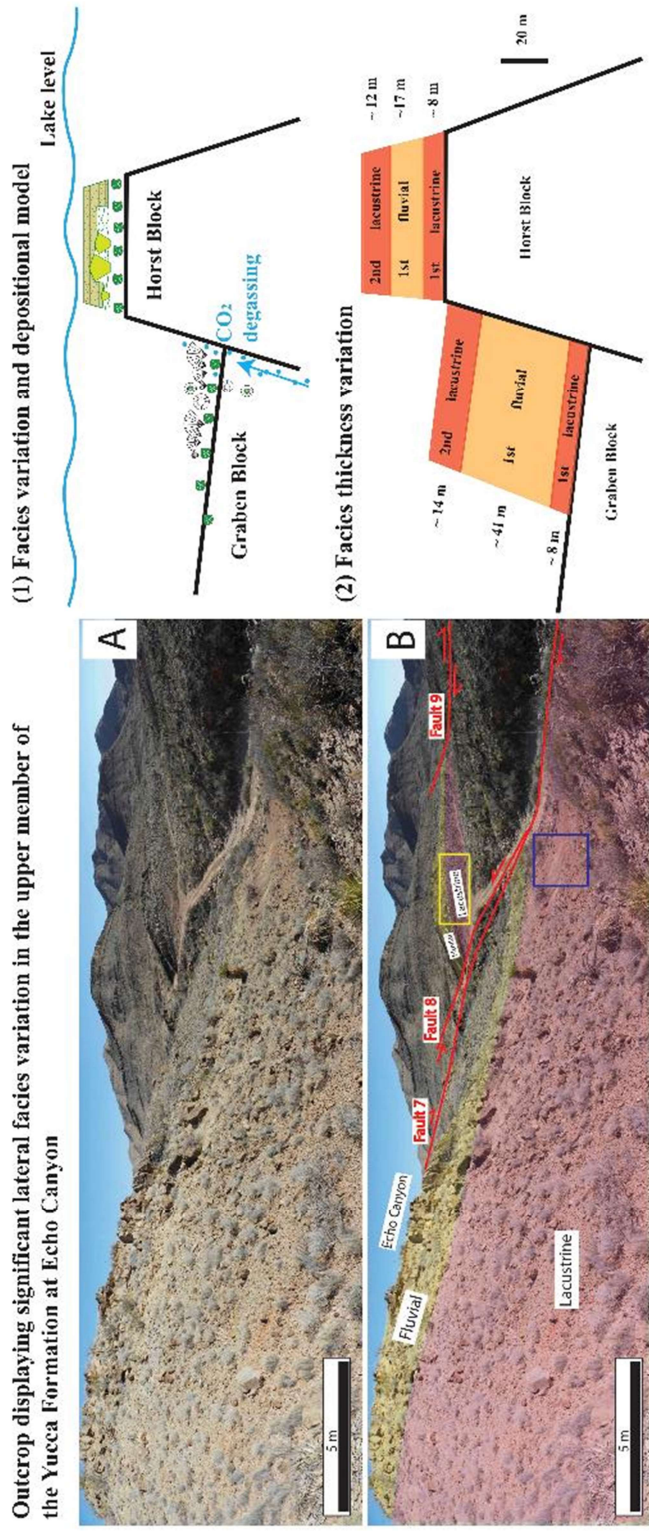 Outcrop displaying significant lateral facies variation in the upper member of
the Yucca Formation at Echo Canyon
A
5 m
B
Echo Canyon
Fluvial
Fault 7
Fault 8
Fault 9
Fluvial
Lacustrine
Lacustrine
5 m
(1) Facies variation and depositional model
Lake level
Horst Block
Graben Block
CO2
degassing
(2) Facies thickness variation
2nd lacustrine
~ 12 m
1st fluvial
~17 m
1st lacustrine
~ 8 m
Horst Block
20 m
~ 14 m
2nd lacustrine
~ 41 m
1st fluvial
~ 8 m
1st lacustrine
Graben Block